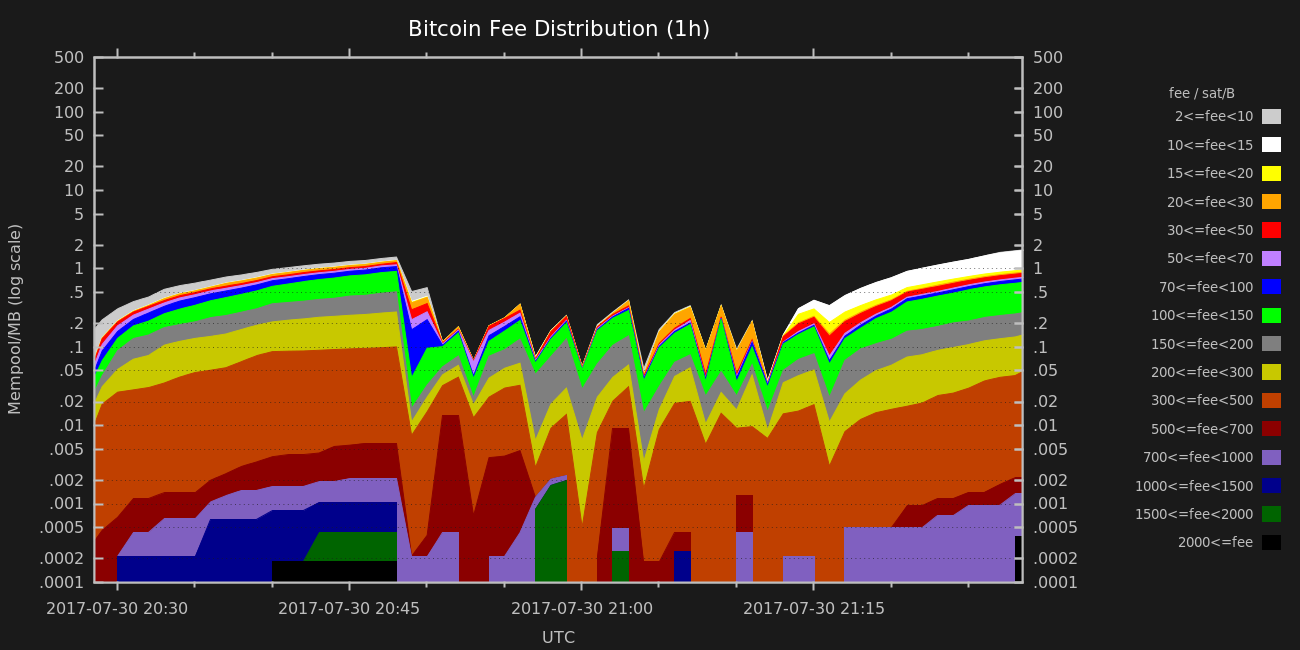 Bitcoin Fee Distribution (1h)
500 500
200 200
100 100
50 50
20 20
10 10
5 5
2 2
1 1
.5 .5
.2 .2
.1 .1
.05 .05
.02 .02
.01 .01
.005 .005
.002 .002
.001 .001
.0005 .0005
.0002 .0002
.0001 .0001
Mempool/MB (log scale)
2017-07-30 20:30 2017-07-30 20:45 2017-07-30 21:00 2017-07-30 21:15
UTC
fee / sat/B
2<=fee<10
10<=fee<15
15<=fee<20
20<=fee<30
30<=fee<50
50<=fee<70
70<=fee<100
100<=fee<150
150<=fee<200
200<=fee<300
300<=fee<500
500<=fee<700
700<=fee<1000
1000<=fee<1500
1500<=fee<2000
2000<=fee